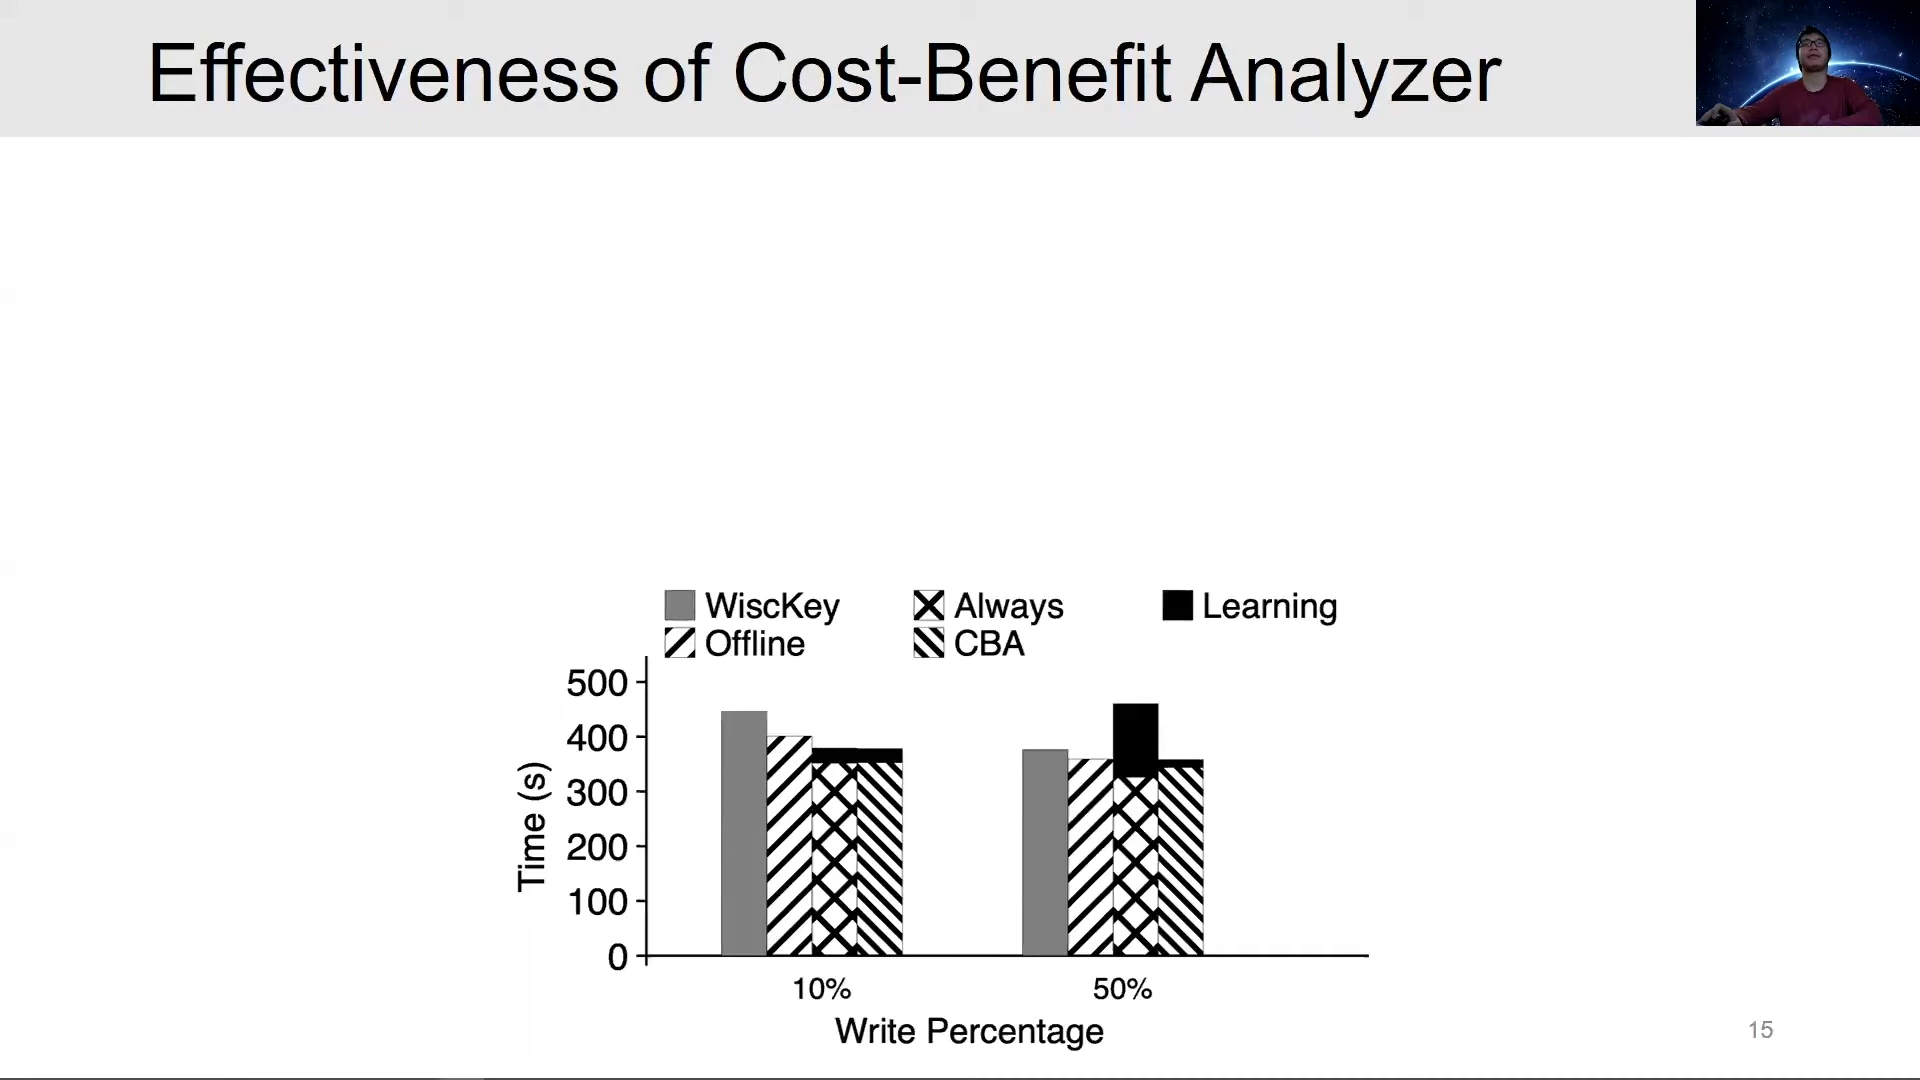 Effectiveness of Cost-Benefit Analyzer
WiscKey Always Learning
Offline CBA
500
400
300
200
100
0
Time (s)
10% 50%
Write Percentage
15